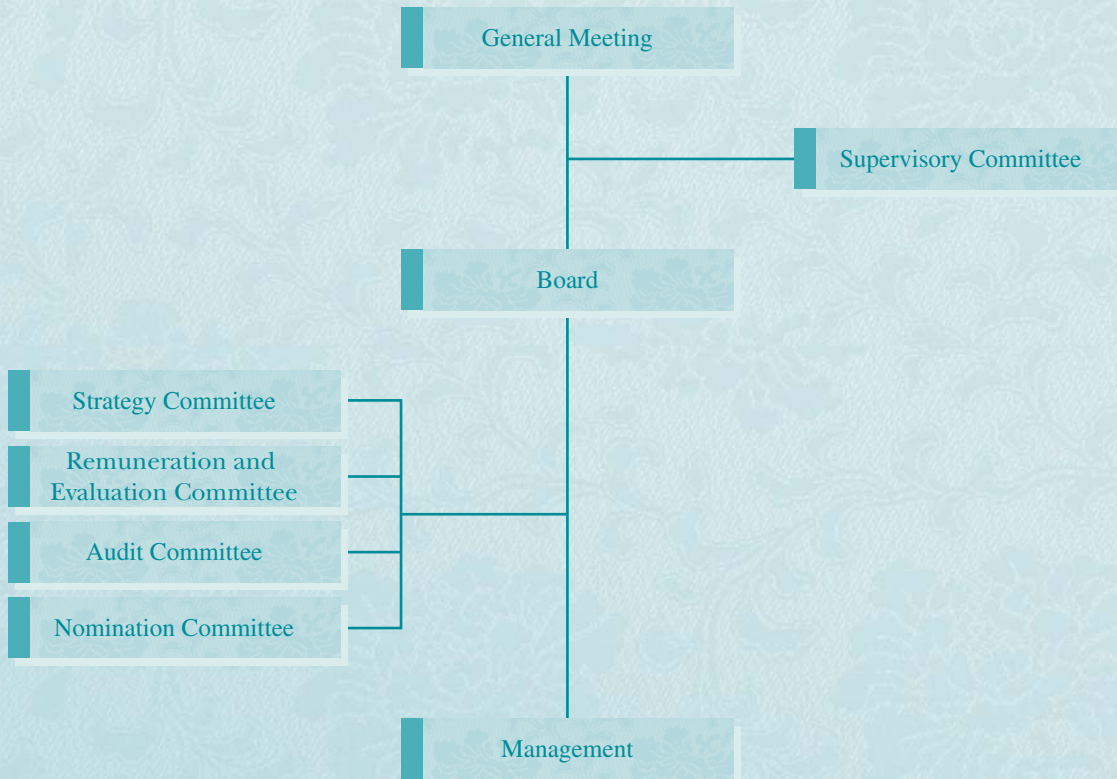 General Meeting
Supervisory Committee
Board
Strategy Committee
Remuneration and
Evaluation Committee
Audit Committee
Nomination Committee
Management